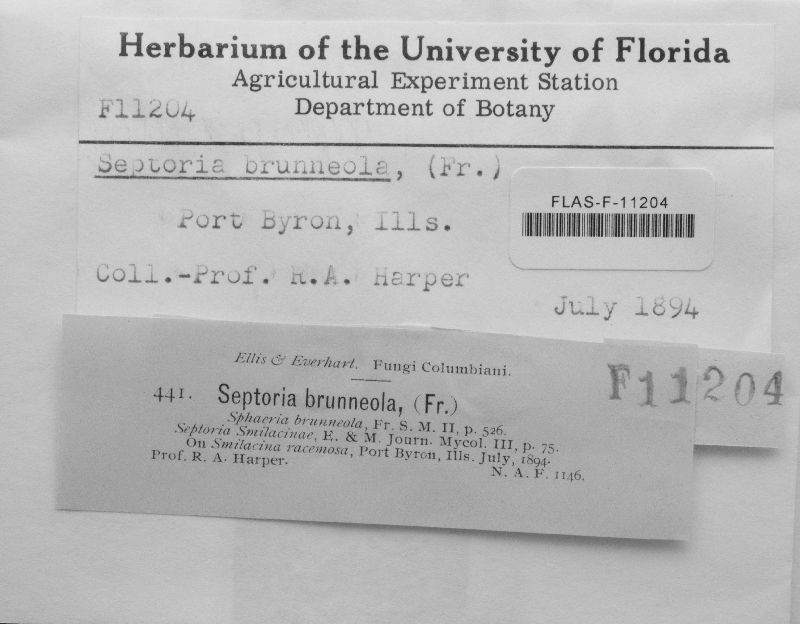 Herbarium of the University of Florida
Agricultural Experiment Station
F11204
Department of Botany
Septoria brunneola, (Fr.)
FLAS-F-11204
Port Byron, Ills.
Coll.-Prof. R.A. Harper
July 1894
Ellis & Everhart. Fungi Columbiani.
F11204
441. Septoria brunneola, (Fr.)
Sphaeria brunneola, Fr. S. M. II, p. 526.
Septoria Smilacinae, E. & M. Journ. Mycol. III, p. 75.
On Smilacina racemosa, Port Byron, Ills. July, 1894.
Prof. R. A. Harper.
N. A. F. 1146.